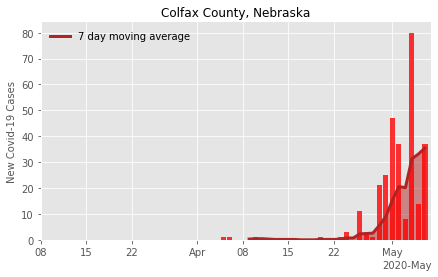 Colfax County, Nebraska
7 day moving average
New Covid-19 Cases
80
70
60
50
40
30
20
10
0
08 15 22 Apr 08 15 22 May
2020-May